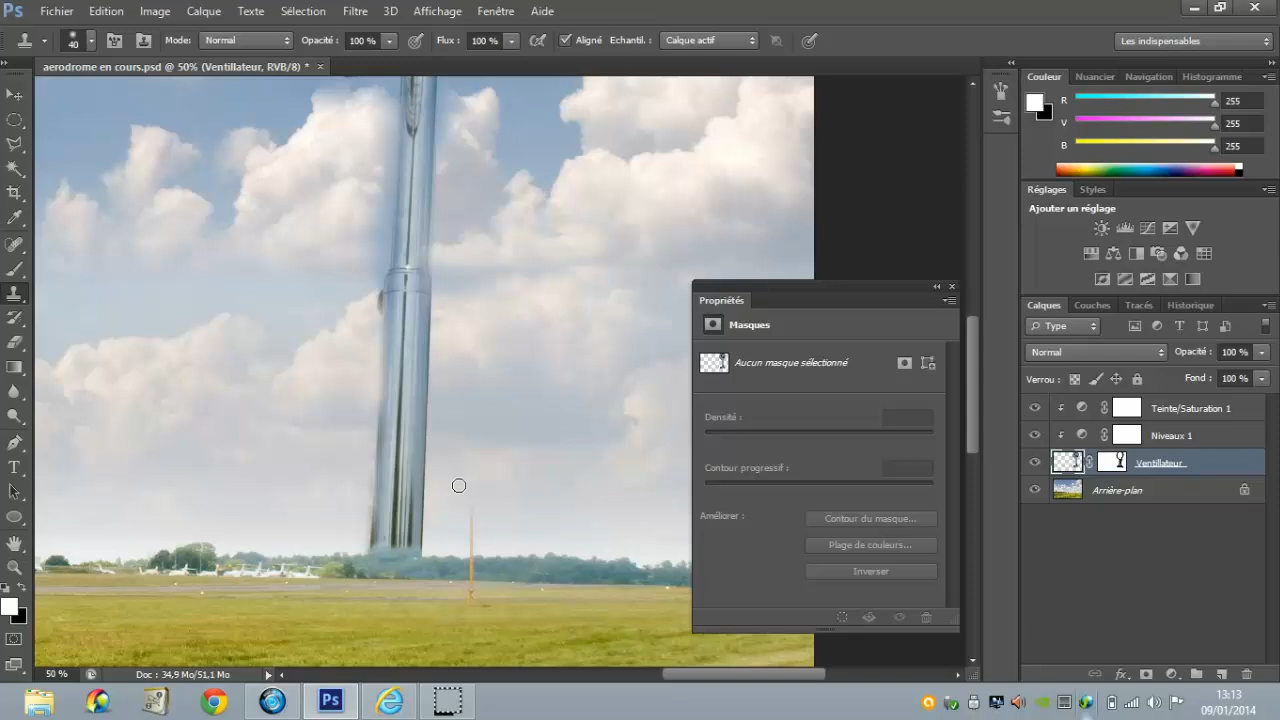 Ps Fichier Edition Image Calque Texte Sélection Filtre 3D Affichage Fenêtre Aide
40 Mode: Normal Opacité: 100 % Flux: 100 % Aligné Echantil.: Calque actif Les indispensables
aerodrome en cours.psd @ 50% (Ventillateur, RVB/8) * ×
Couleur Nuancier Navigation Histogramme
R 255
V 255
B 255
Réglages Styles
Ajouter un réglage
Propriétés
Masques
Aucun masque sélectionné
Densité :
Contour progressif :
Améliorer :
Contour du masque...
Plage de couleurs...
Inverser
Calques Couches Tracés Historique
Type
Normal Opacité: 100 %
Verrou : Fond : 100 %
Teinte/Saturation 1
Niveaux 1
Ventillateur
Arrière-plan
50 % Doc : 34,9 Mo/51,1 Mo
Ps
13:13
09/01/2014